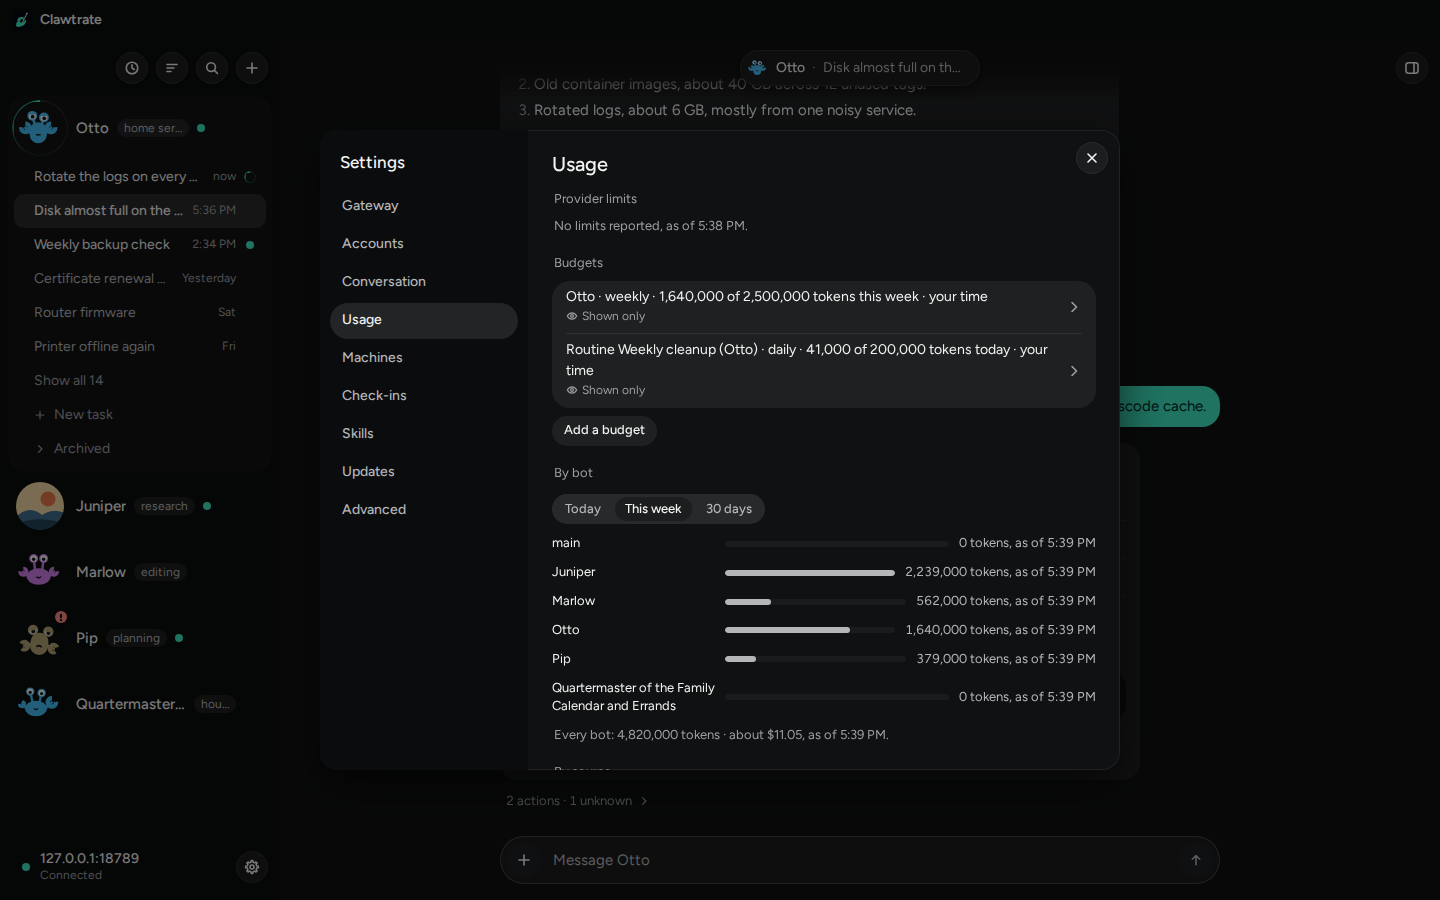 Clawtrate
Otto · Disk almost full on th...
2. Old container images, about 40 GB across 12 unused tags.
3. Rotated logs, about 6 GB, mostly from one noisy service.
Otto home ser...
Rotate the logs on every ... now
Disk almost full on the ... 5:36 PM
Weekly backup check 2:34 PM
Certificate renewal ... Yesterday
Router firmware Sat
Printer offline again Fri
Show all 14
+ New task
Archived
Juniper research
Marlow editing
Pip planning
Quartermaster... hou...
127.0.0.1:18789
Connected
Settings
Gateway
Accounts
Conversation
Usage
Machines
Check-ins
Skills
Updates
Advanced
Usage
Provider limits
No limits reported, as of 5:38 PM.
Budgets
Otto · weekly · 1,640,000 of 2,500,000 tokens this week · your time
Shown only
Routine Weekly cleanup (Otto) · daily · 41,000 of 200,000 tokens today · your
time
Shown only
Add a budget
By bot
Today This week 30 days
main 0 tokens, as of 5:39 PM
Juniper 2,239,000 tokens, as of 5:39 PM
Marlow 562,000 tokens, as of 5:39 PM
Otto 1,640,000 tokens, as of 5:39 PM
Pip 379,000 tokens, as of 5:39 PM
Quartermaster of the Family
Calendar and Errands 0 tokens, as of 5:39 PM
Every bot: 4,820,000 tokens · about $11.05, as of 5:39 PM.
scode cache.
2 actions · 1 unknown
Message Otto